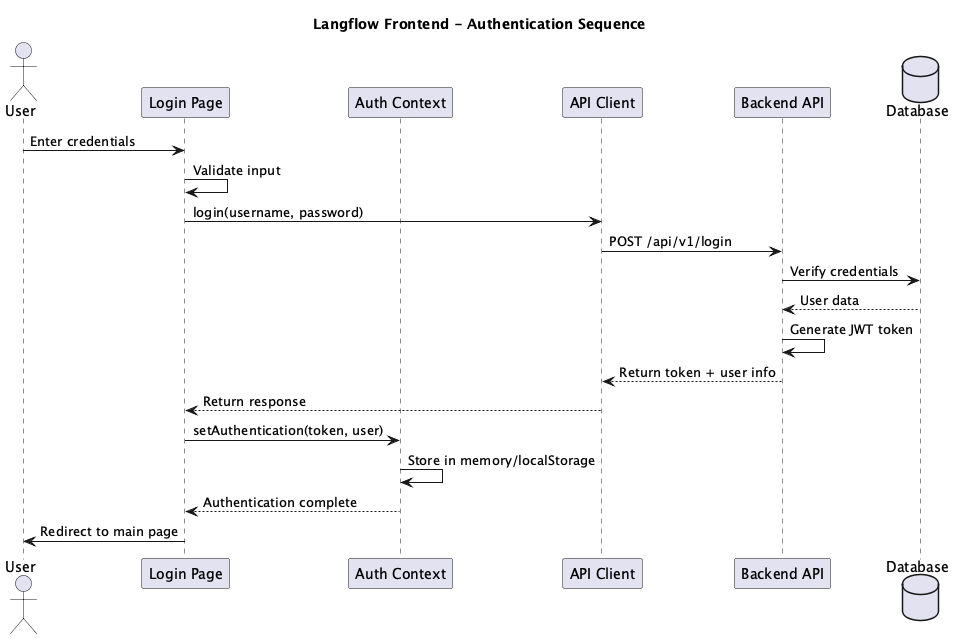 Langflow Frontend – Authentication Sequence
User
Login Page
Auth Context
API Client
Backend API
Database
Enter credentials
Validate input
login(username, password)
POST /api/v1/login
Verify credentials
User data
Generate JWT token
Return token + user info
Return response
setAuthentication(token, user)
Store in memory/localStorage
Authentication complete
Redirect to main page
User
Login Page
Auth Context
API Client
Backend API
Database